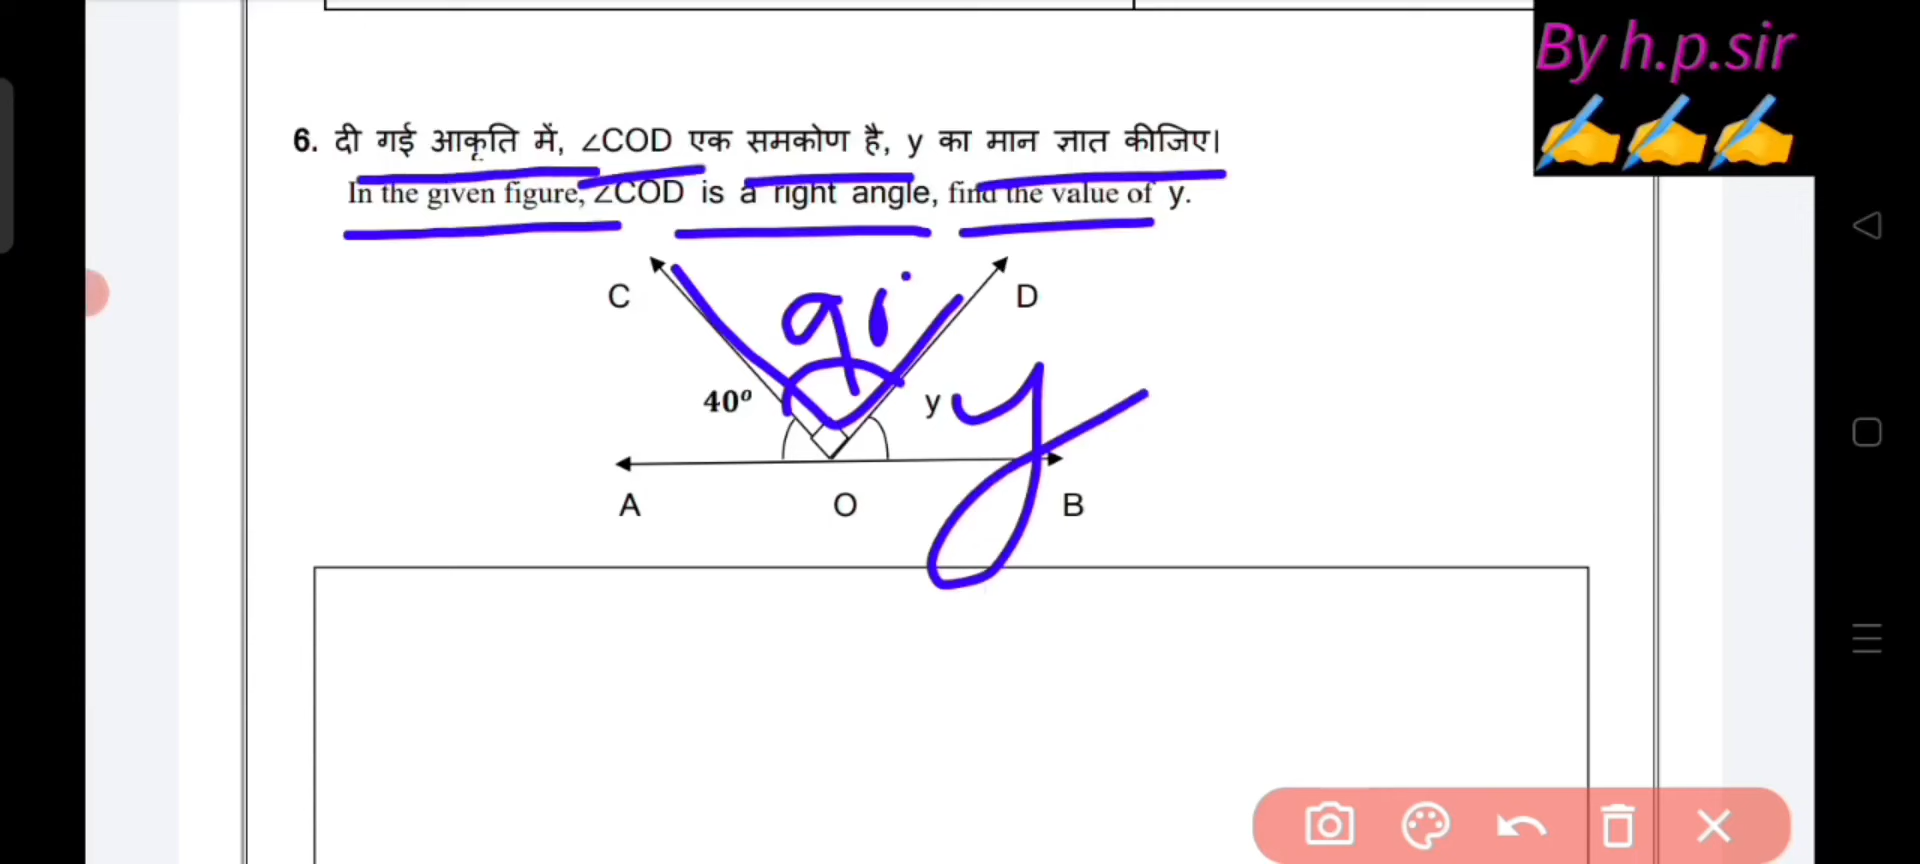 By h.p.sir
6. दी गई आकृति में, ∠COD एक समकोण है, y का मान ज्ञात कीजिए।
In the given figure, ∠COD is a right angle, find the value of y.
C
D
90°
40⁰
y y
A
O
B